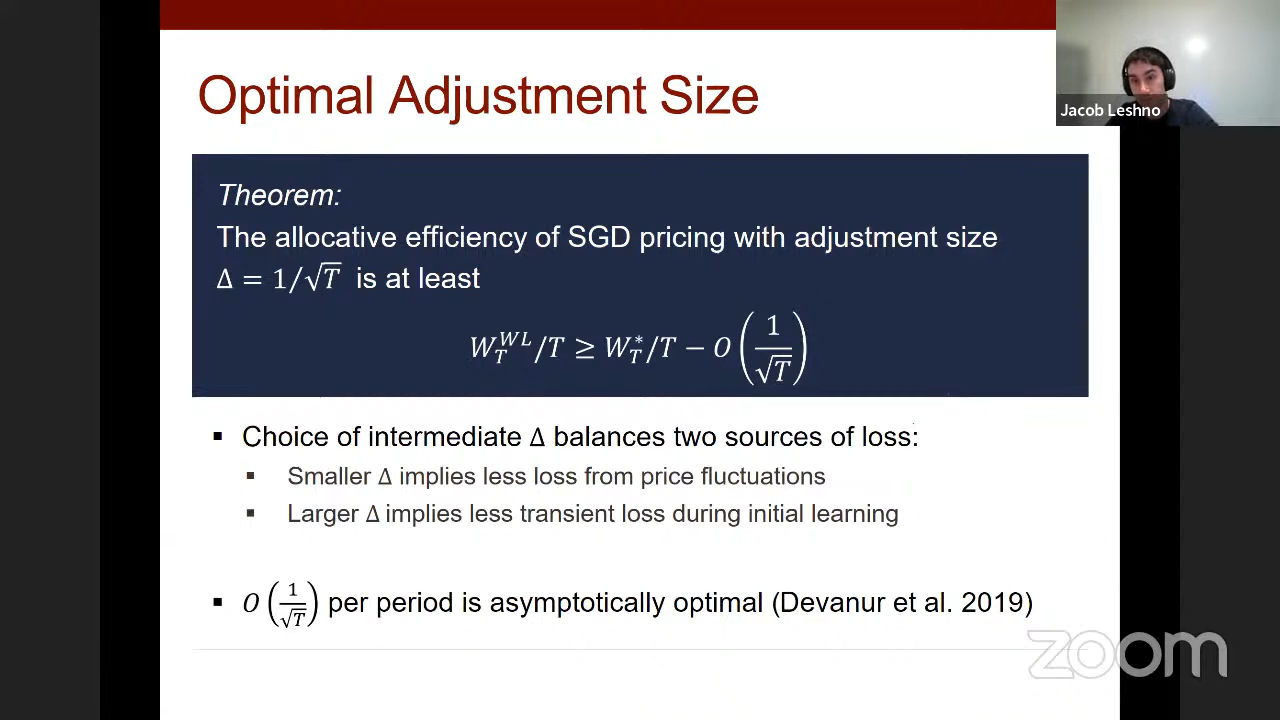 Optimal Adjustment Size
Jacob Leshno
Theorem:
The allocative efficiency of SGD pricing with adjustment size
Δ = 1/√T is at least
W_T^{WL}/T ≥ W_T^*/T − O(1/√T)
▪ Choice of intermediate Δ balances two sources of loss:
▪ Smaller Δ implies less loss from price fluctuations
▪ Larger Δ implies less transient loss during initial learning
▪ O(1/√T) per period is asymptotically optimal (Devanur et al. 2019)
zoom